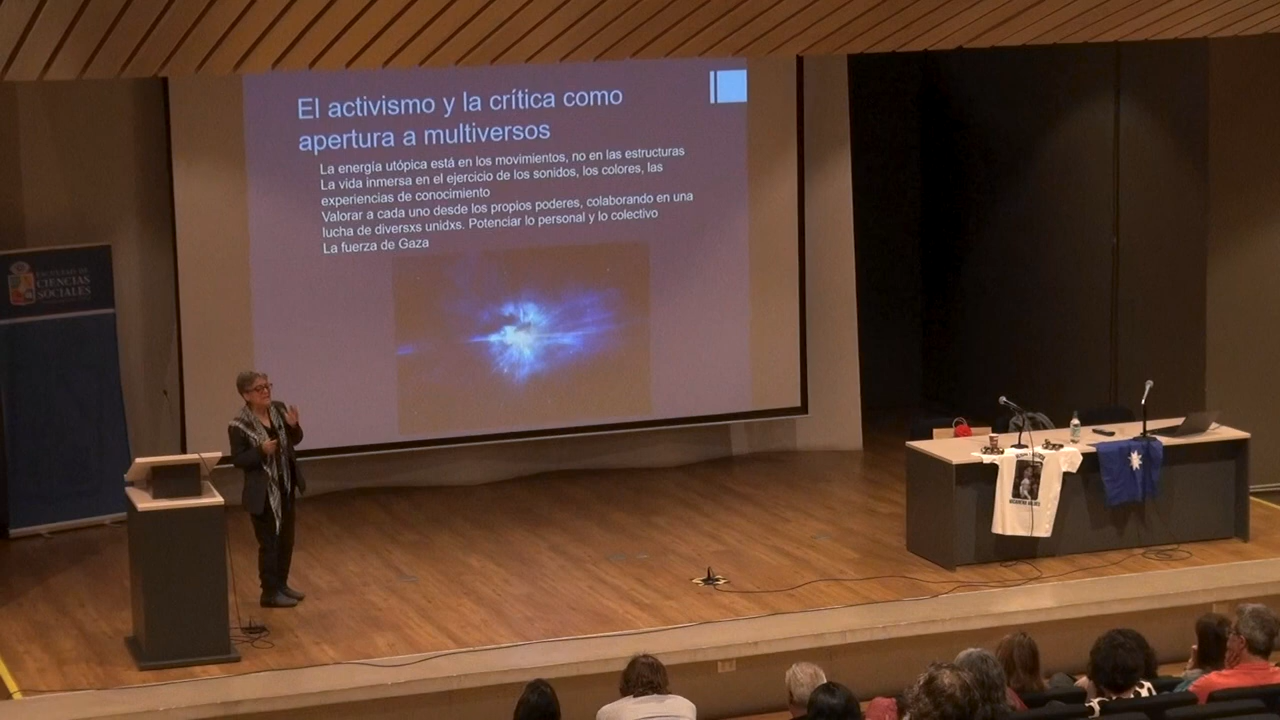 El activismo y la crítica como
apertura a multiversos
La energía utópica está en los movimientos, no en las estructuras
La vida inmersa en el ejercicio de los sonidos, los colores, las
experiencias de conocimiento
Valorar a cada uno desde los propios poderes, colaborando en una
lucha de diversxs unidxs. Potenciar lo personal y lo colectivo
La fuerza de Gaza
FACULTAD DE
CIENCIAS
SOCIALES